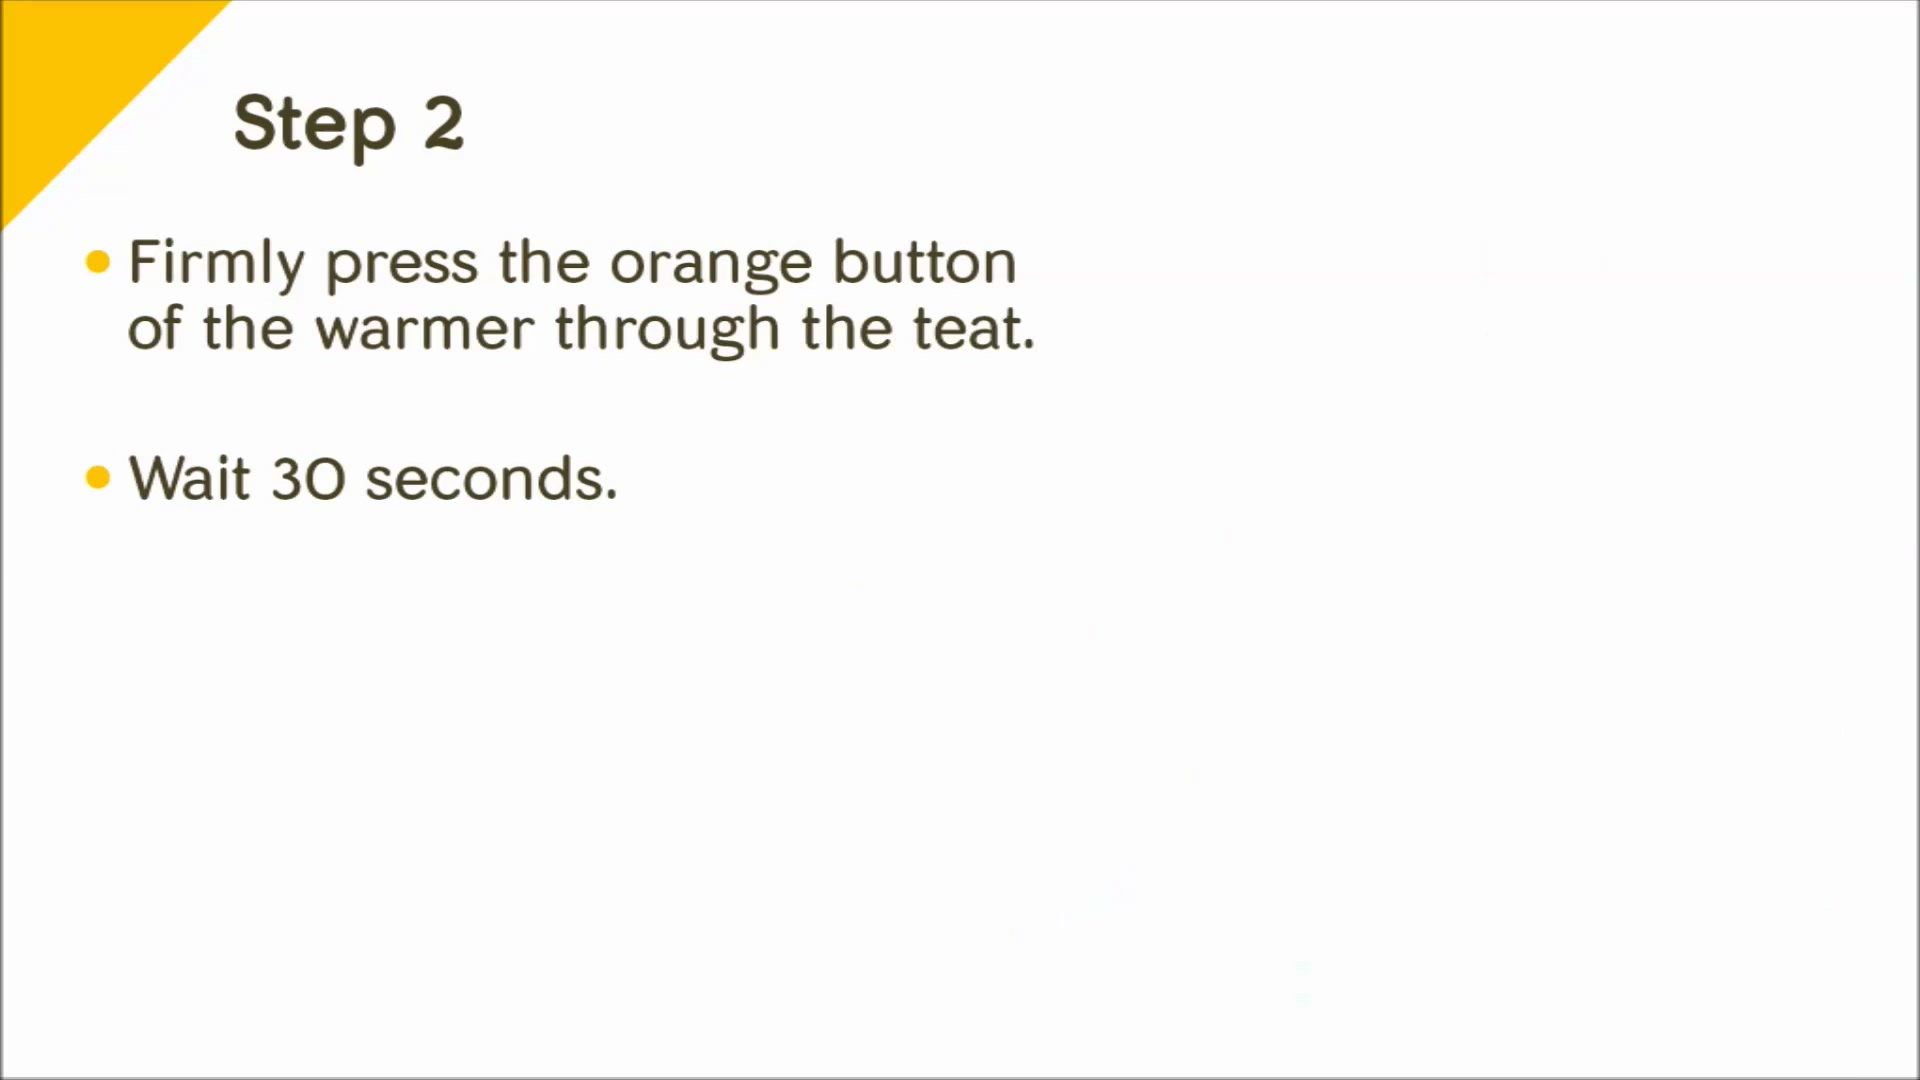 Step 2
Firmly press the orange button
of the warmer through the teat.
Wait 30 seconds.